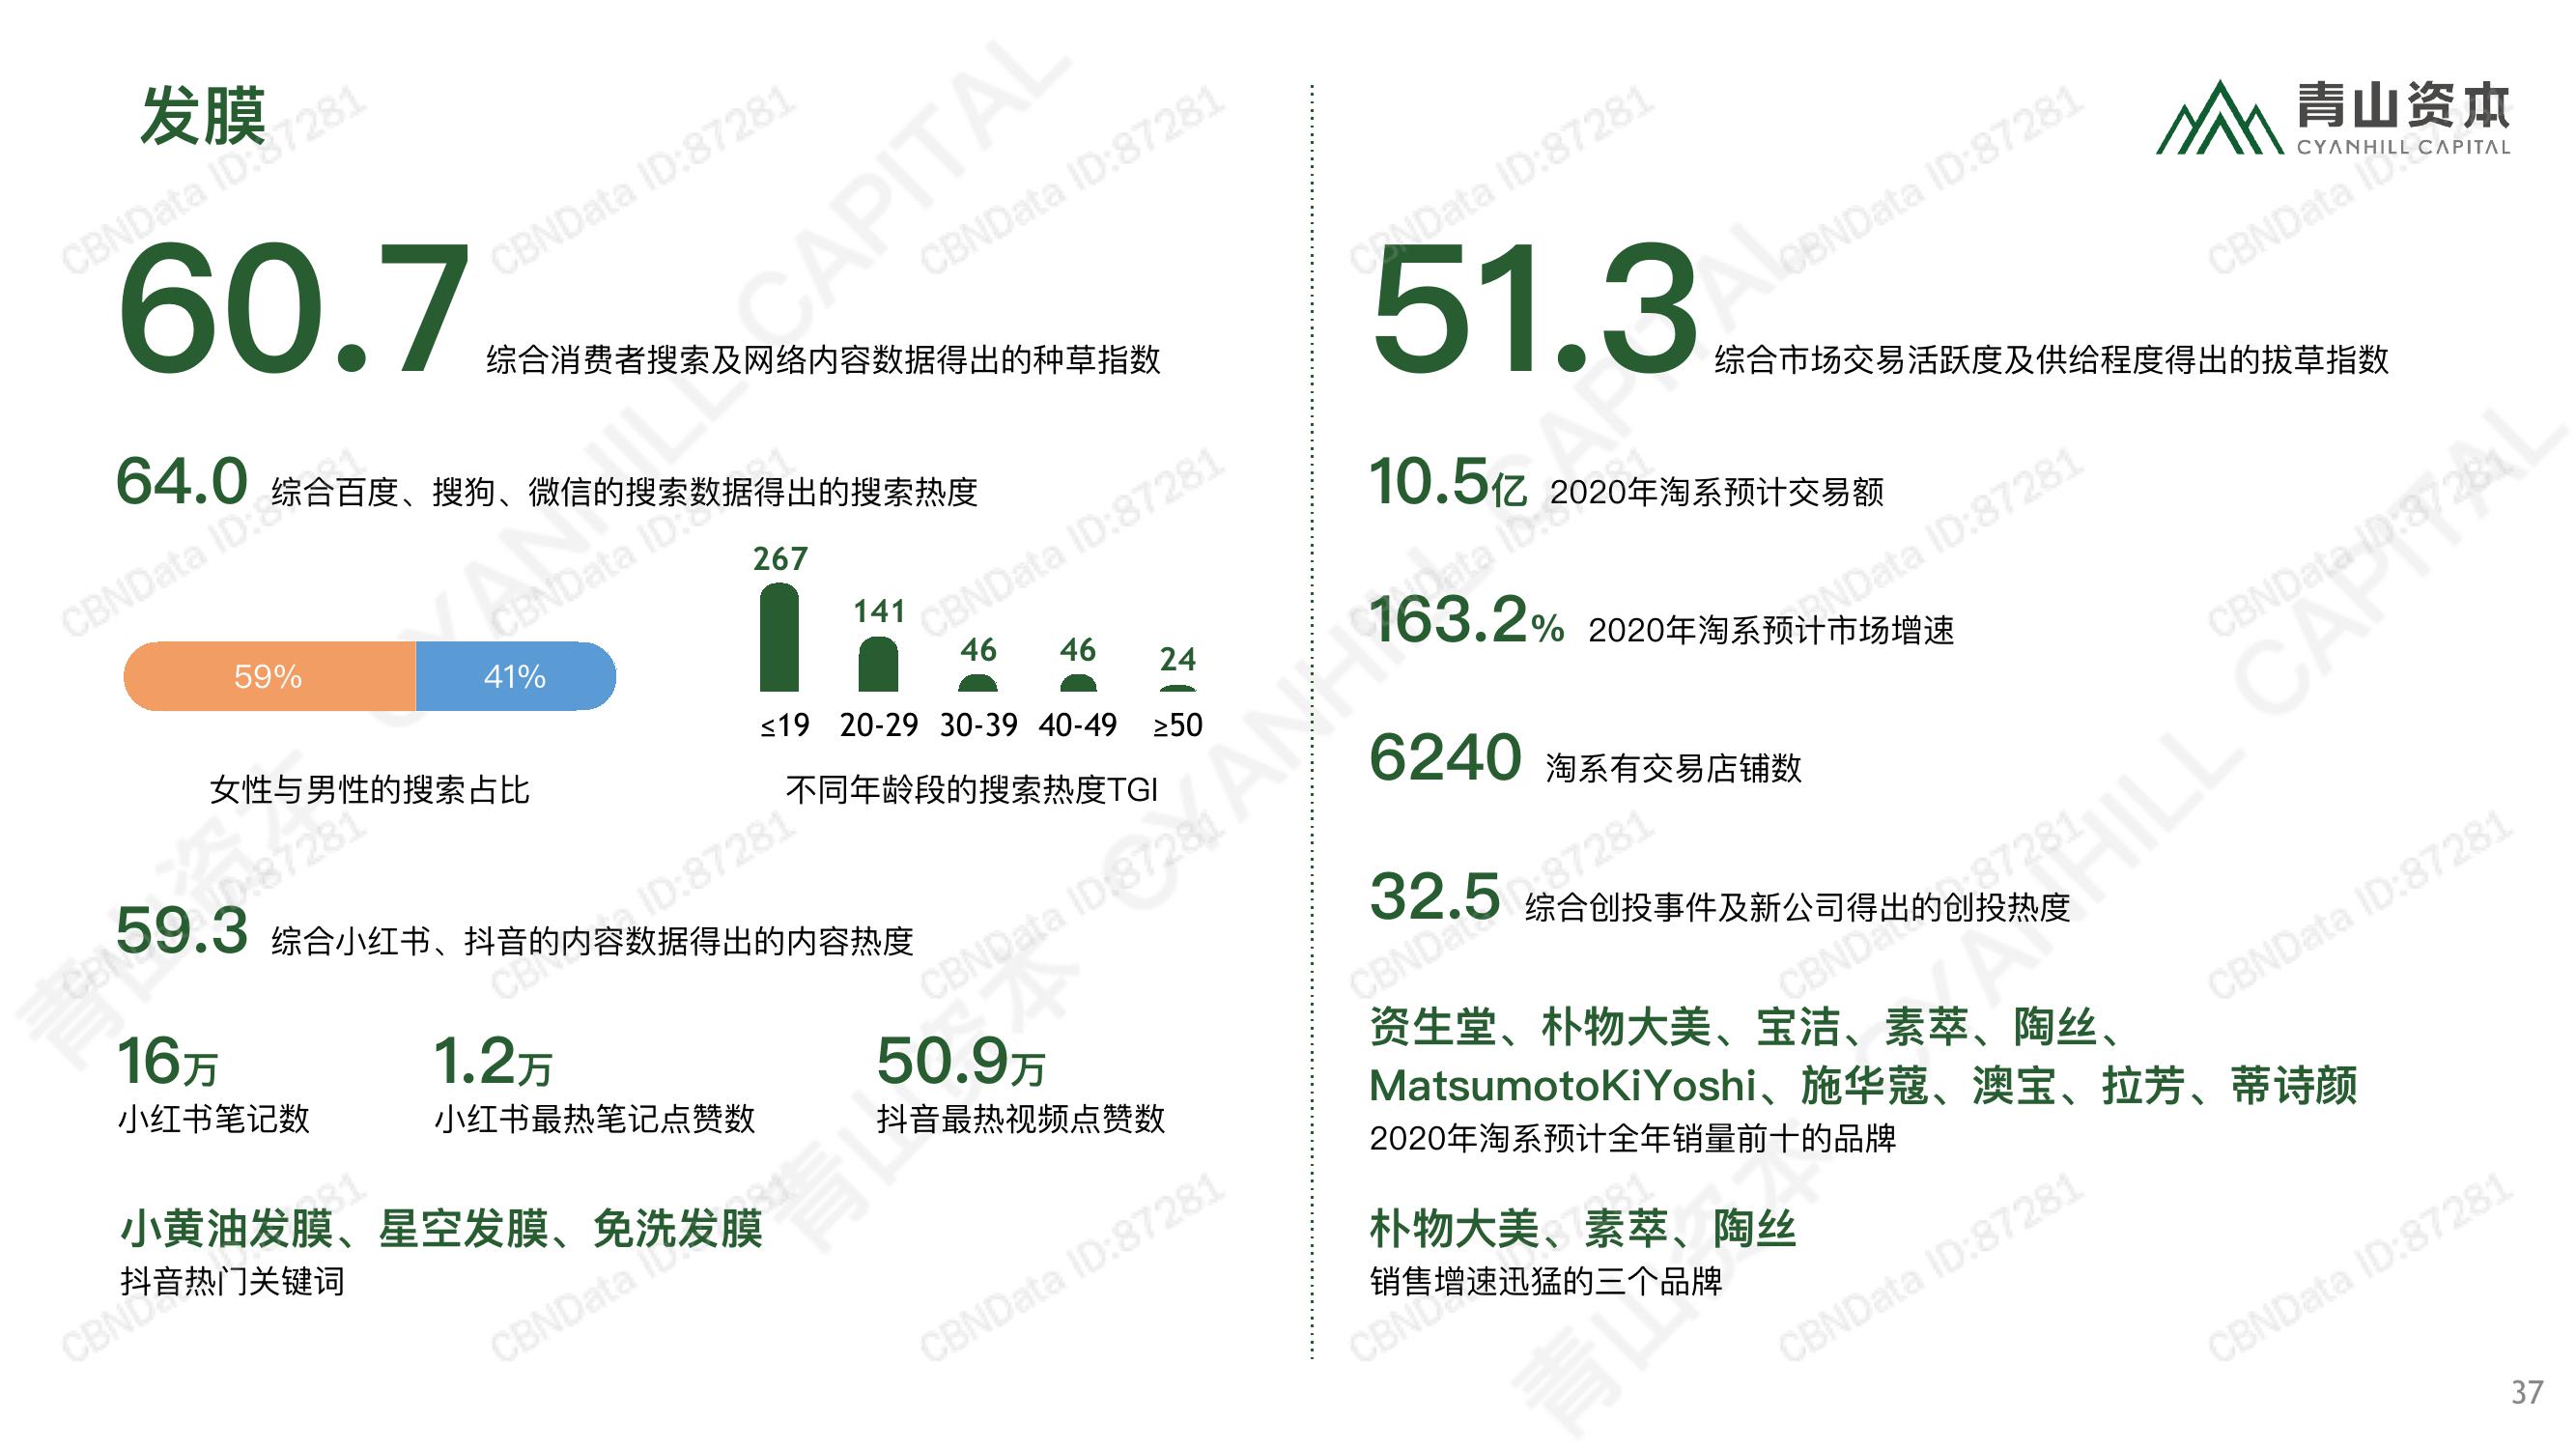 发膜
青山资本
CYANHILL CAPITAL
60.7 综合消费者搜索及网络内容数据得出的种草指数
64.0 综合百度、搜狗、微信的搜索数据得出的搜索热度
59% 41%
女性与男性的搜索占比
267 141 46 46 24
≤19 20-29 30-39 40-49 ≥50
不同年龄段的搜索热度TGI
59.3 综合小红书、抖音的内容数据得出的内容热度
16万 1.2万 50.9万
小红书笔记数 小红书最热笔记点赞数 抖音最热视频点赞数
小黄油发膜、星空发膜、免洗发膜
抖音热门关键词
51.3 综合市场交易活跃度及供给程度得出的拔草指数
10.5亿 2020年淘系预计交易额
163.2% 2020年淘系预计市场增速
6240 淘系有交易店铺数
32.5 综合创投事件及新公司得出的创投热度
资生堂、朴物大美、宝洁、素萃、陶丝、
MatsumotoKiYoshi、施华蔻、澳宝、拉芳、蒂诗颜
2020年淘系预计全年销量前十的品牌
朴物大美、素萃、陶丝
销售增速迅猛的三个品牌
37
青山资本 CYANHILL CAPITAL
CBNData ID:87281